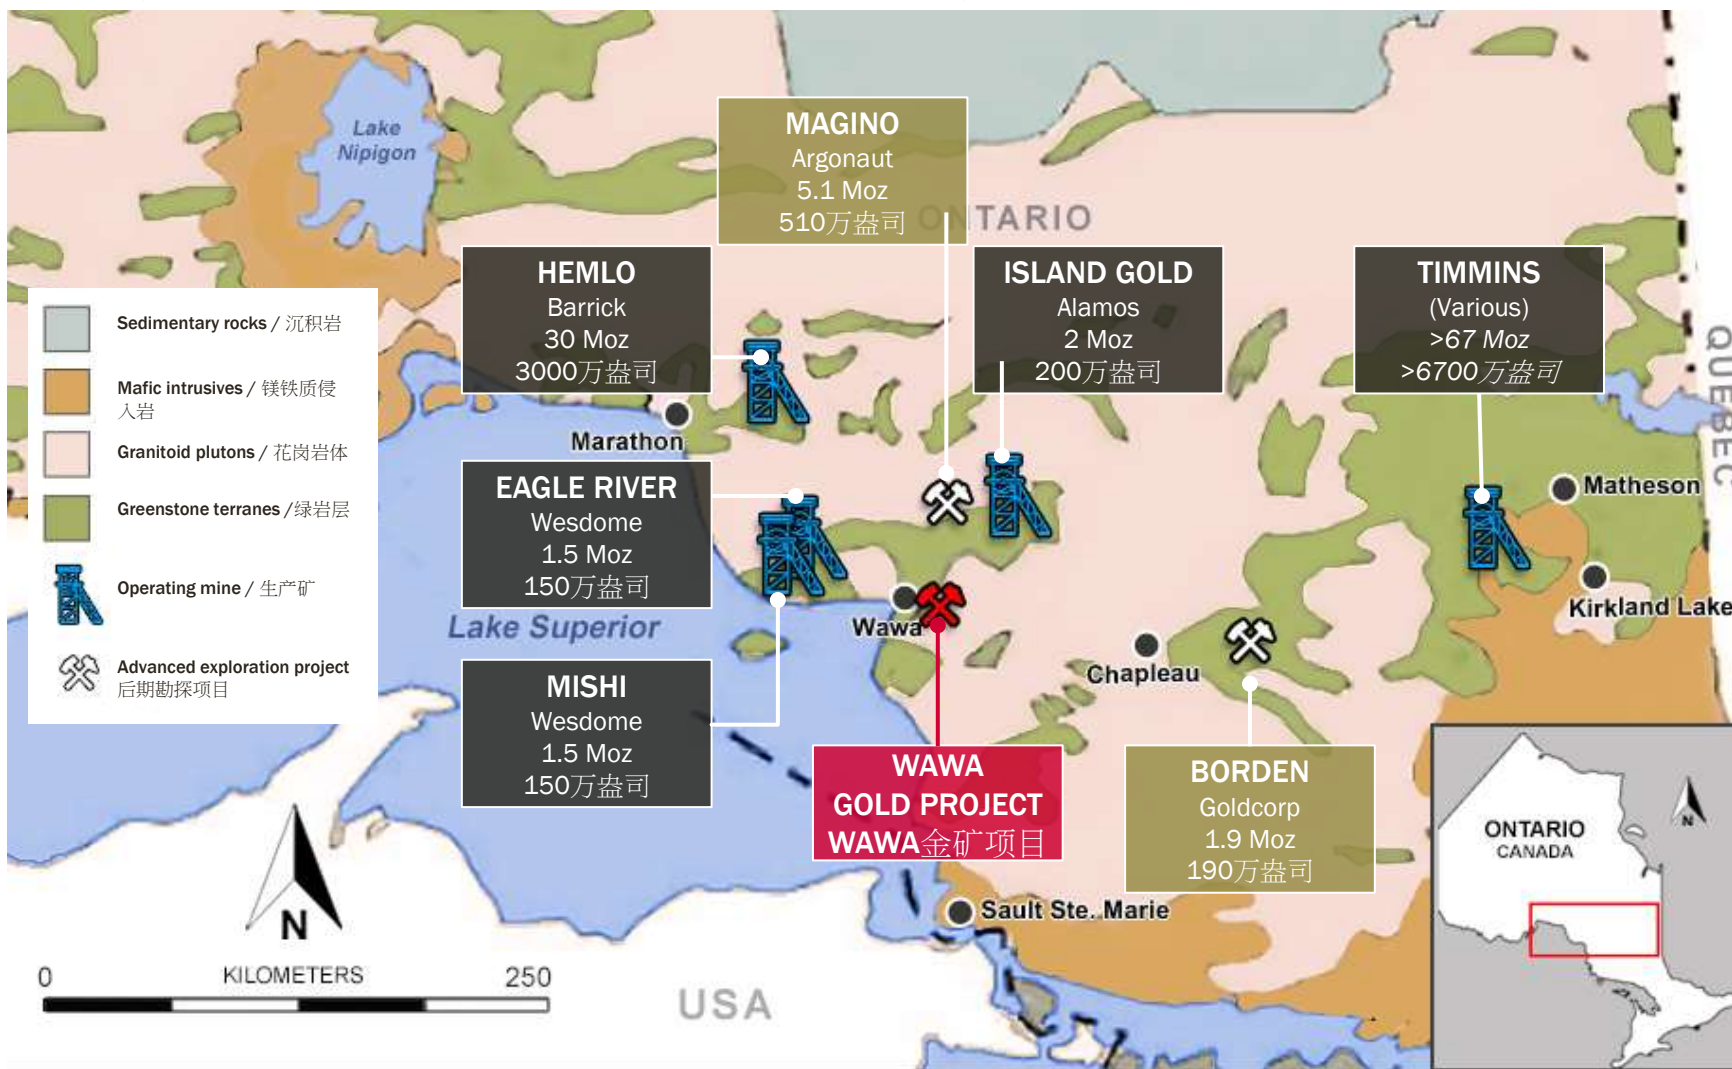 Lake
Nipigon
MAGINO
Argonaut
5.1 Moz
510万盎司
ONTARIO
HEMLO
Barrick
30 Moz
3000万盎司
ISLAND GOLD
Alamos
2 Moz
200万盎司
TIMMINS
(Various)
>67 Moz
>6700万盎司
QUEBEC
Sedimentary rocks / 沉积岩
Mafic intrusives / 镁铁质侵
入岩
Granitoid plutons / 花岗岩体
Greenstone terranes /绿岩层
Operating mine / 生产矿
Advanced exploration project
后期勘探项目
Marathon
EAGLE RIVER
Wesdome
1.5 Moz
150万盎司
Matheson
Kirkland Lake
Lake Superior
Wawa
Chapleau
MISHI
Wesdome
1.5 Moz
150万盎司
WAWA
GOLD PROJECT
WAWA金矿项目
BORDEN
Goldcorp
1.9 Moz
190万盎司
Sault Ste. Marie
N
0 KILOMETERS 250
USA
N
ONTARIO
CANADA